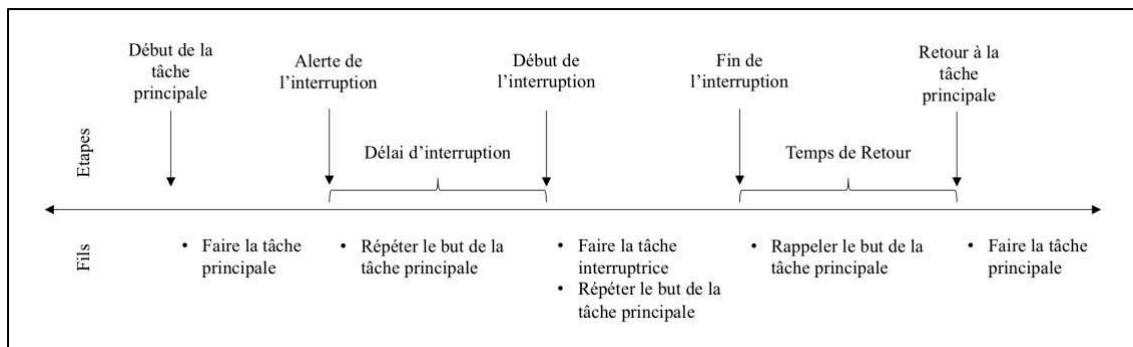 Début de la
tâche
principale
Alerte de
l’interruption
Début de
l’interruption
Fin de
l’interruption
Retour à la
tâche
principale
Etapes
Délai d’interruption
Temps de Retour
Fils
• Faire la tâche
principale
• Répéter le but de la
tâche principale
• Faire la tâche
interruptrice
• Répéter le but de la
tâche principale
• Rappeler le but de la
tâche principale
• Faire la tâche
principale